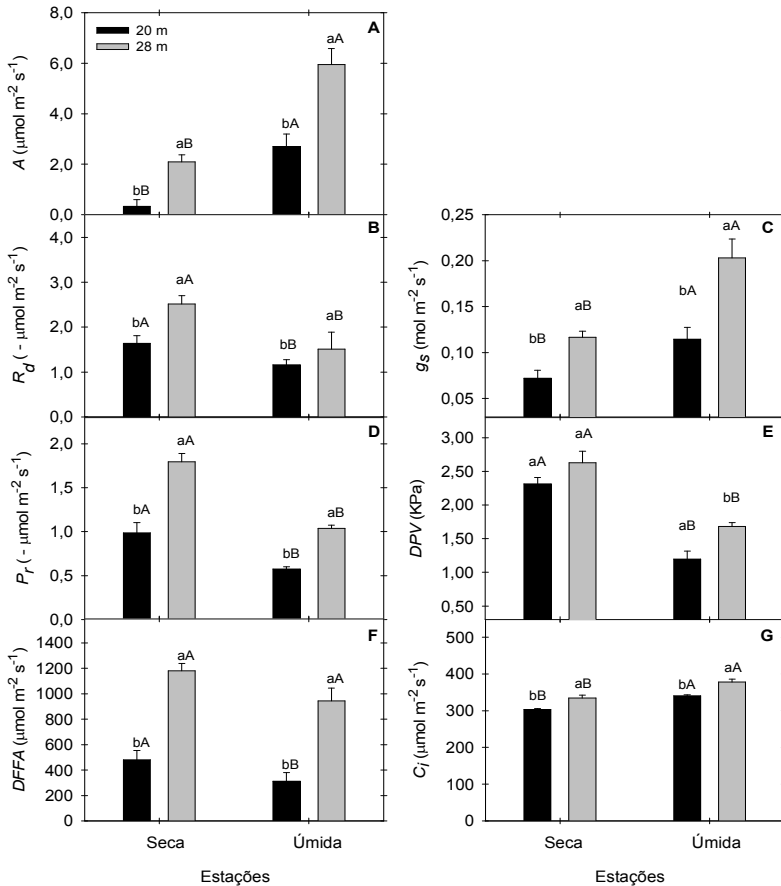 A
20 m
28 m
A (μmol m⁻² s⁻¹)
8,0
6,0
4,0
2,0
0,0
bB
aB
bA
aA
B
R_d ( - μmol m⁻² s⁻¹)
4,0
3,0
2,0
1,0
0,0
bA
aA
bB
aB
C
g_s (mol m⁻² s⁻¹)
0,25
0,20
0,15
0,10
0,05
bB
aB
bA
aA
D
P_r ( - μmol m⁻² s⁻¹)
2,0
1,5
1,0
0,5
0,0
bA
aA
bB
aB
E
DPV (KPa)
3,00
2,50
2,00
1,50
1,00
0,50
aA
aA
aB
bB
F
DFFA (μmol m⁻² s⁻¹)
1400
1200
1000
800
600
400
200
0
bA
aA
bB
aA
Seca
Úmida
Estações
G
C_i (μmol m⁻² s⁻¹)
500
400
300
200
100
0
bB
aB
bA
aA
Seca
Úmida
Estações